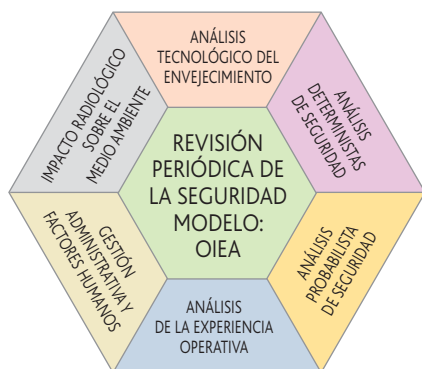 ANÁLISIS
TECNOLÓGICO DEL
ENVEJECIMIENTO
ANÁLISIS
DETERMINISTAS
DE SEGURIDAD
ANÁLISIS
PROBABILISTA
DE SEGURIDAD
ANÁLISIS
DE LA EXPERIENCIA
OPERATIVA
GESTIÓN
ADMINISTRATIVA Y
FACTORES HUMANOS
IMPACTO RADIOLÓGICO
SOBRE EL
MEDIO AMBIENTE
REVISIÓN
PERIÓDICA DE
LA SEGURIDAD
MODELO:
OIEA